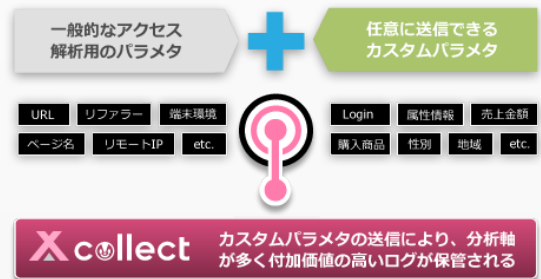 一般的なアクセス
解析用のパラメタ
任意に送信できる
カスタムパラメタ
URL リファラー 端末環境
ページ名 リモートIP etc.
Login 属性情報 売上金額
購入商品 性別 地域 etc.
X collect
カスタムパラメタの送信により、分析軸
が多く付加価値の高いログが保管される